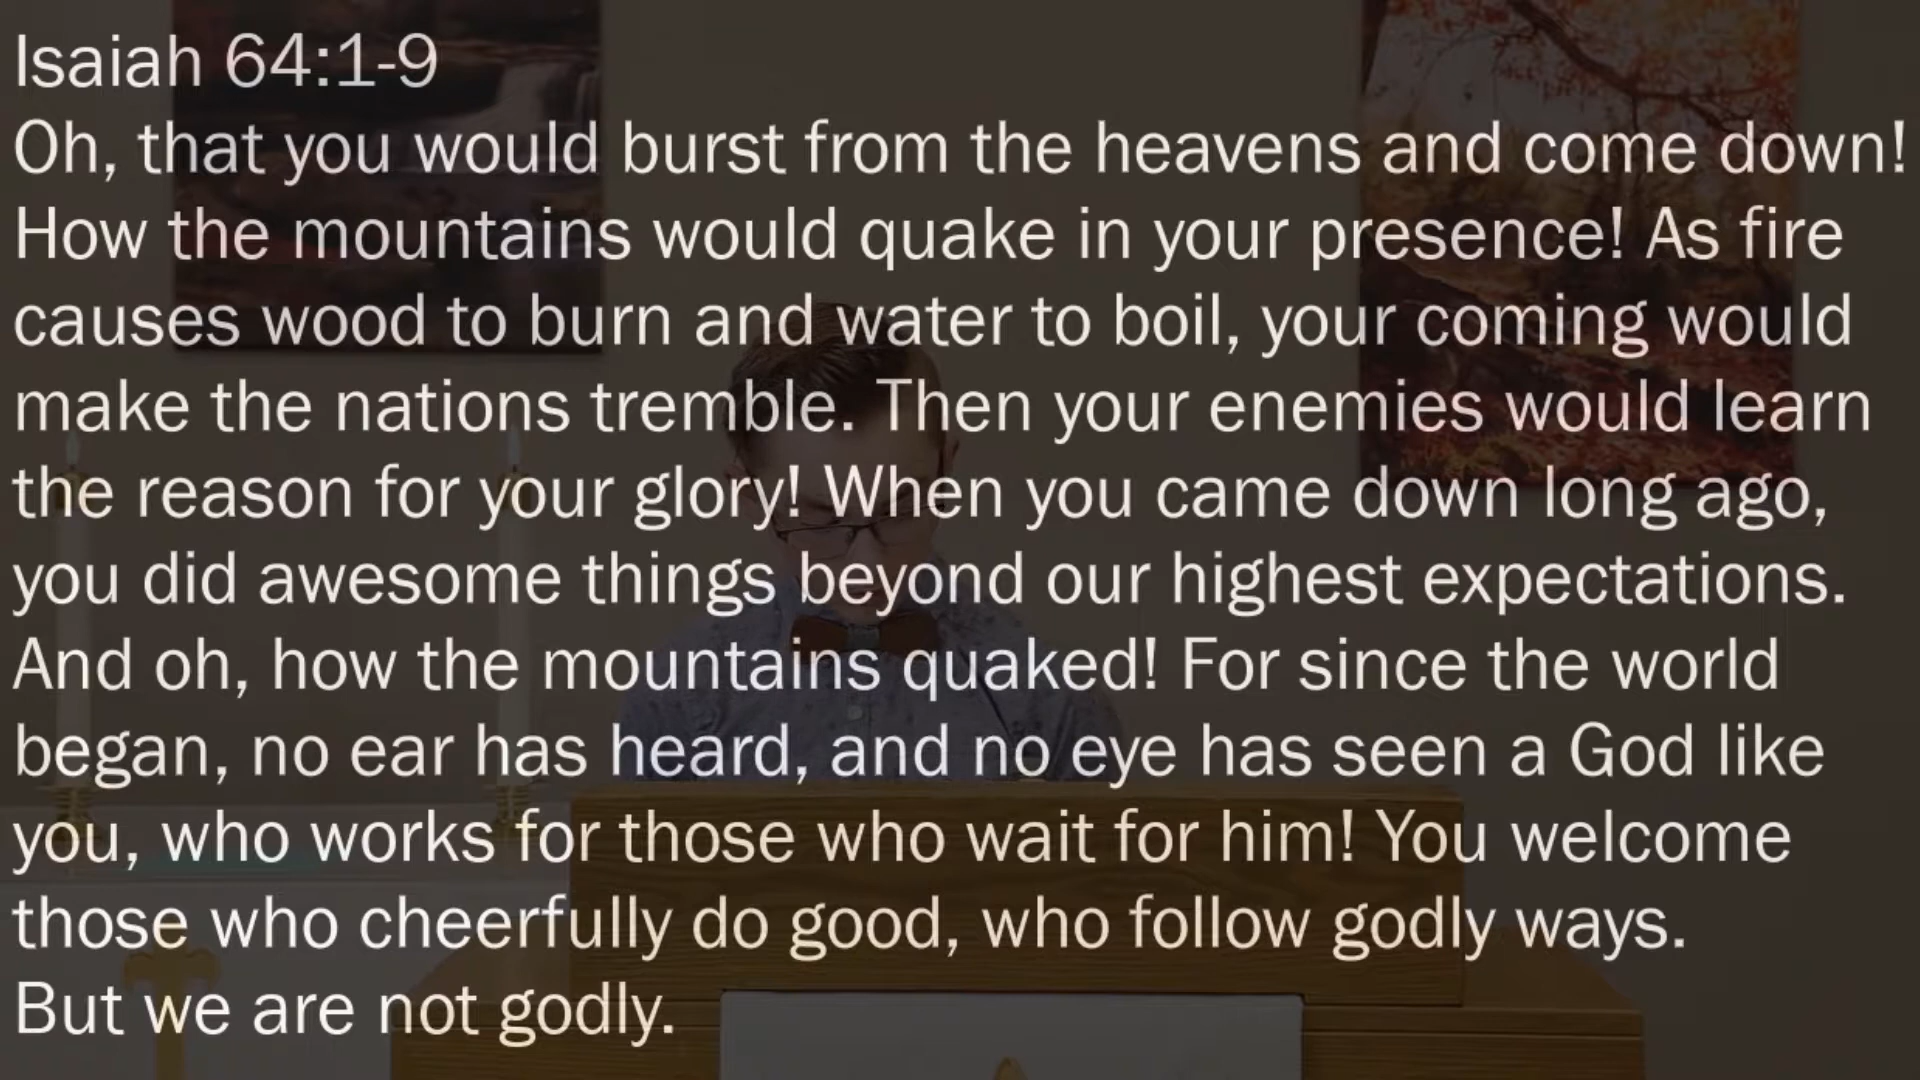 Isaiah 64:1-9
Oh, that you would burst from the heavens and come down!
How the mountains would quake in your presence! As fire
causes wood to burn and water to boil, your coming would
make the nations tremble. Then your enemies would learn
the reason for your glory! When you came down long ago,
you did awesome things beyond our highest expectations.
And oh, how the mountains quaked! For since the world
began, no ear has heard, and no eye has seen a God like
you, who works for those who wait for him! You welcome
those who cheerfully do good, who follow godly ways.
But we are not godly.